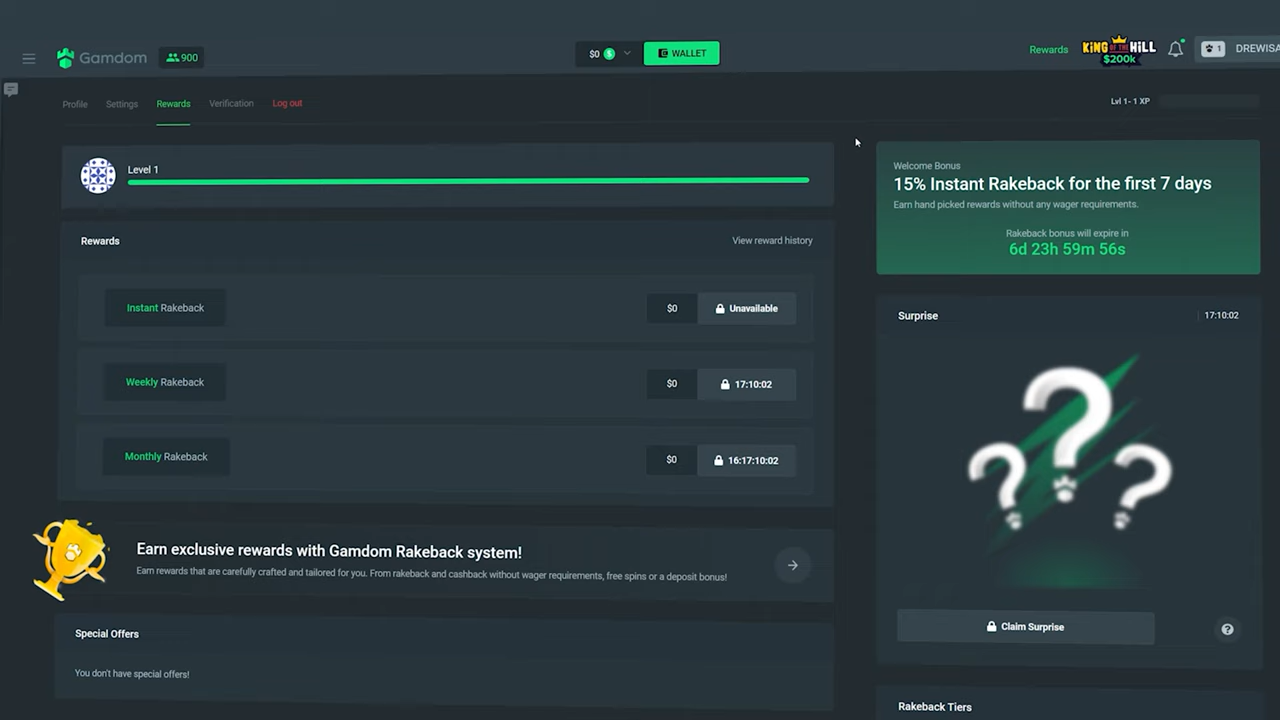 Gamdom
900
$0
WALLET
Rewards
KING OF THE HILL
$200k
1
DREWISA
Profile
Settings
Rewards
Verification
Log out
Lvl 1- 1 XP
Level 1
Welcome Bonus
15% Instant Rakeback for the first 7 days
Earn hand picked rewards without any wager requirements.
Rakeback bonus will expire in
6d 23h 59m 56s
Rewards
View reward history
Instant Rakeback
$0
Unavailable
Weekly Rakeback
$0
17:10:02
Monthly Rakeback
$0
16:17:10:02
Surprise
17:10:02
Claim Surprise
Earn exclusive rewards with Gamdom Rakeback system!
Earn rewards that are carefully crafted and tailored for you. From rakeback and cashback without wager requirements, free spins or a deposit bonus!
Special Offers
You don't have special offers!
Rakeback Tiers